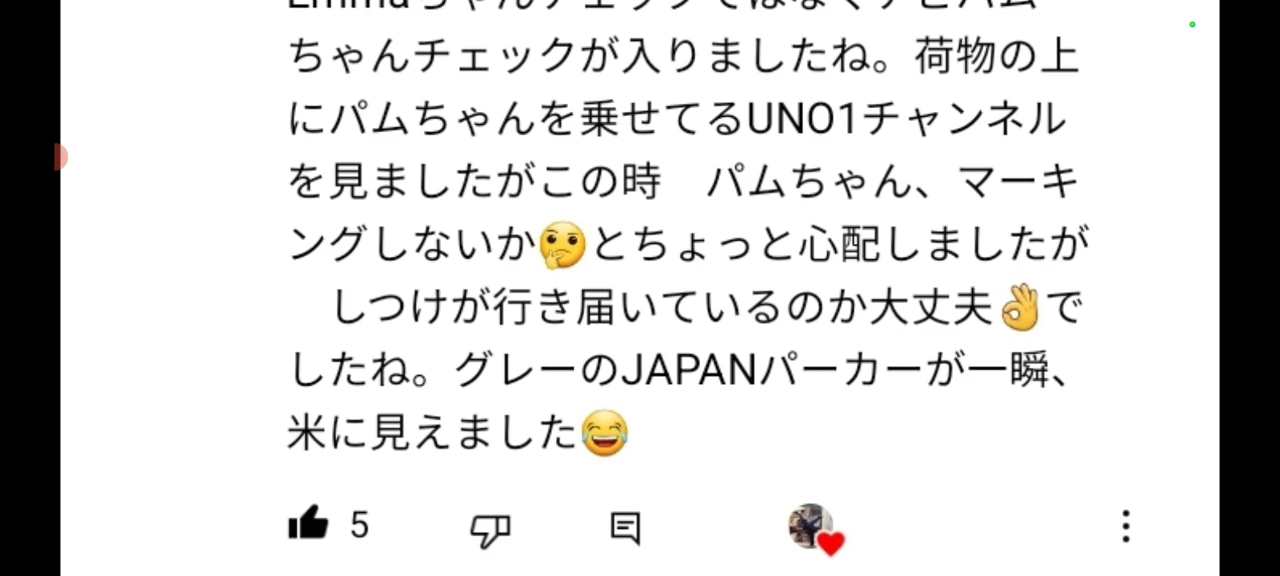 ちゃんチェックが入りましたね。荷物の上
にパムちゃんを乗せてるUNO1チャンネル
を見ましたがこの時　パムちゃん、マーキ
ングしないか🤔とちょっと心配しましたが
　しつけが行き届いているのか大丈夫👌で
したね。グレーのJAPANパーカーが一瞬、
米に見えました😂
5